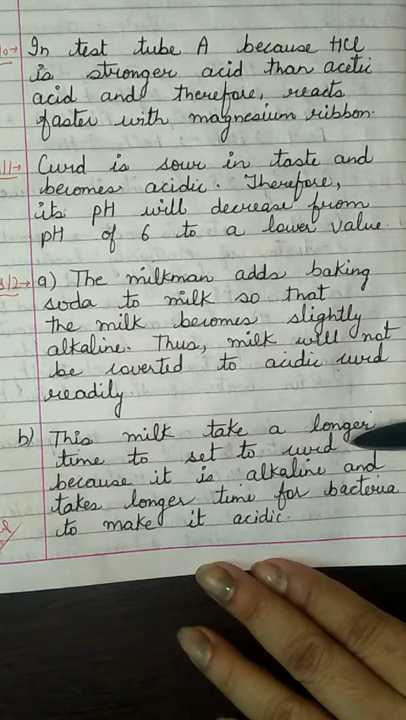 10→ In test tube A because HCl
is stronger acid than acetic
acid and therefore, reacts
faster with magnesium ribbon.
11→ Curd is sour in taste and
becomes acidic. Therefore,
its pH will decrease from
pH of 6 to a lower value.
12→ a) The milkman adds baking
soda to milk so that
the milk becomes slightly
alkaline. Thus, milk will not
be coverted to acidic curd
readily.
b) This milk take a longer
time to set to curd
because it is alkaline and
takes longer time for bacteria
to make it acidic.